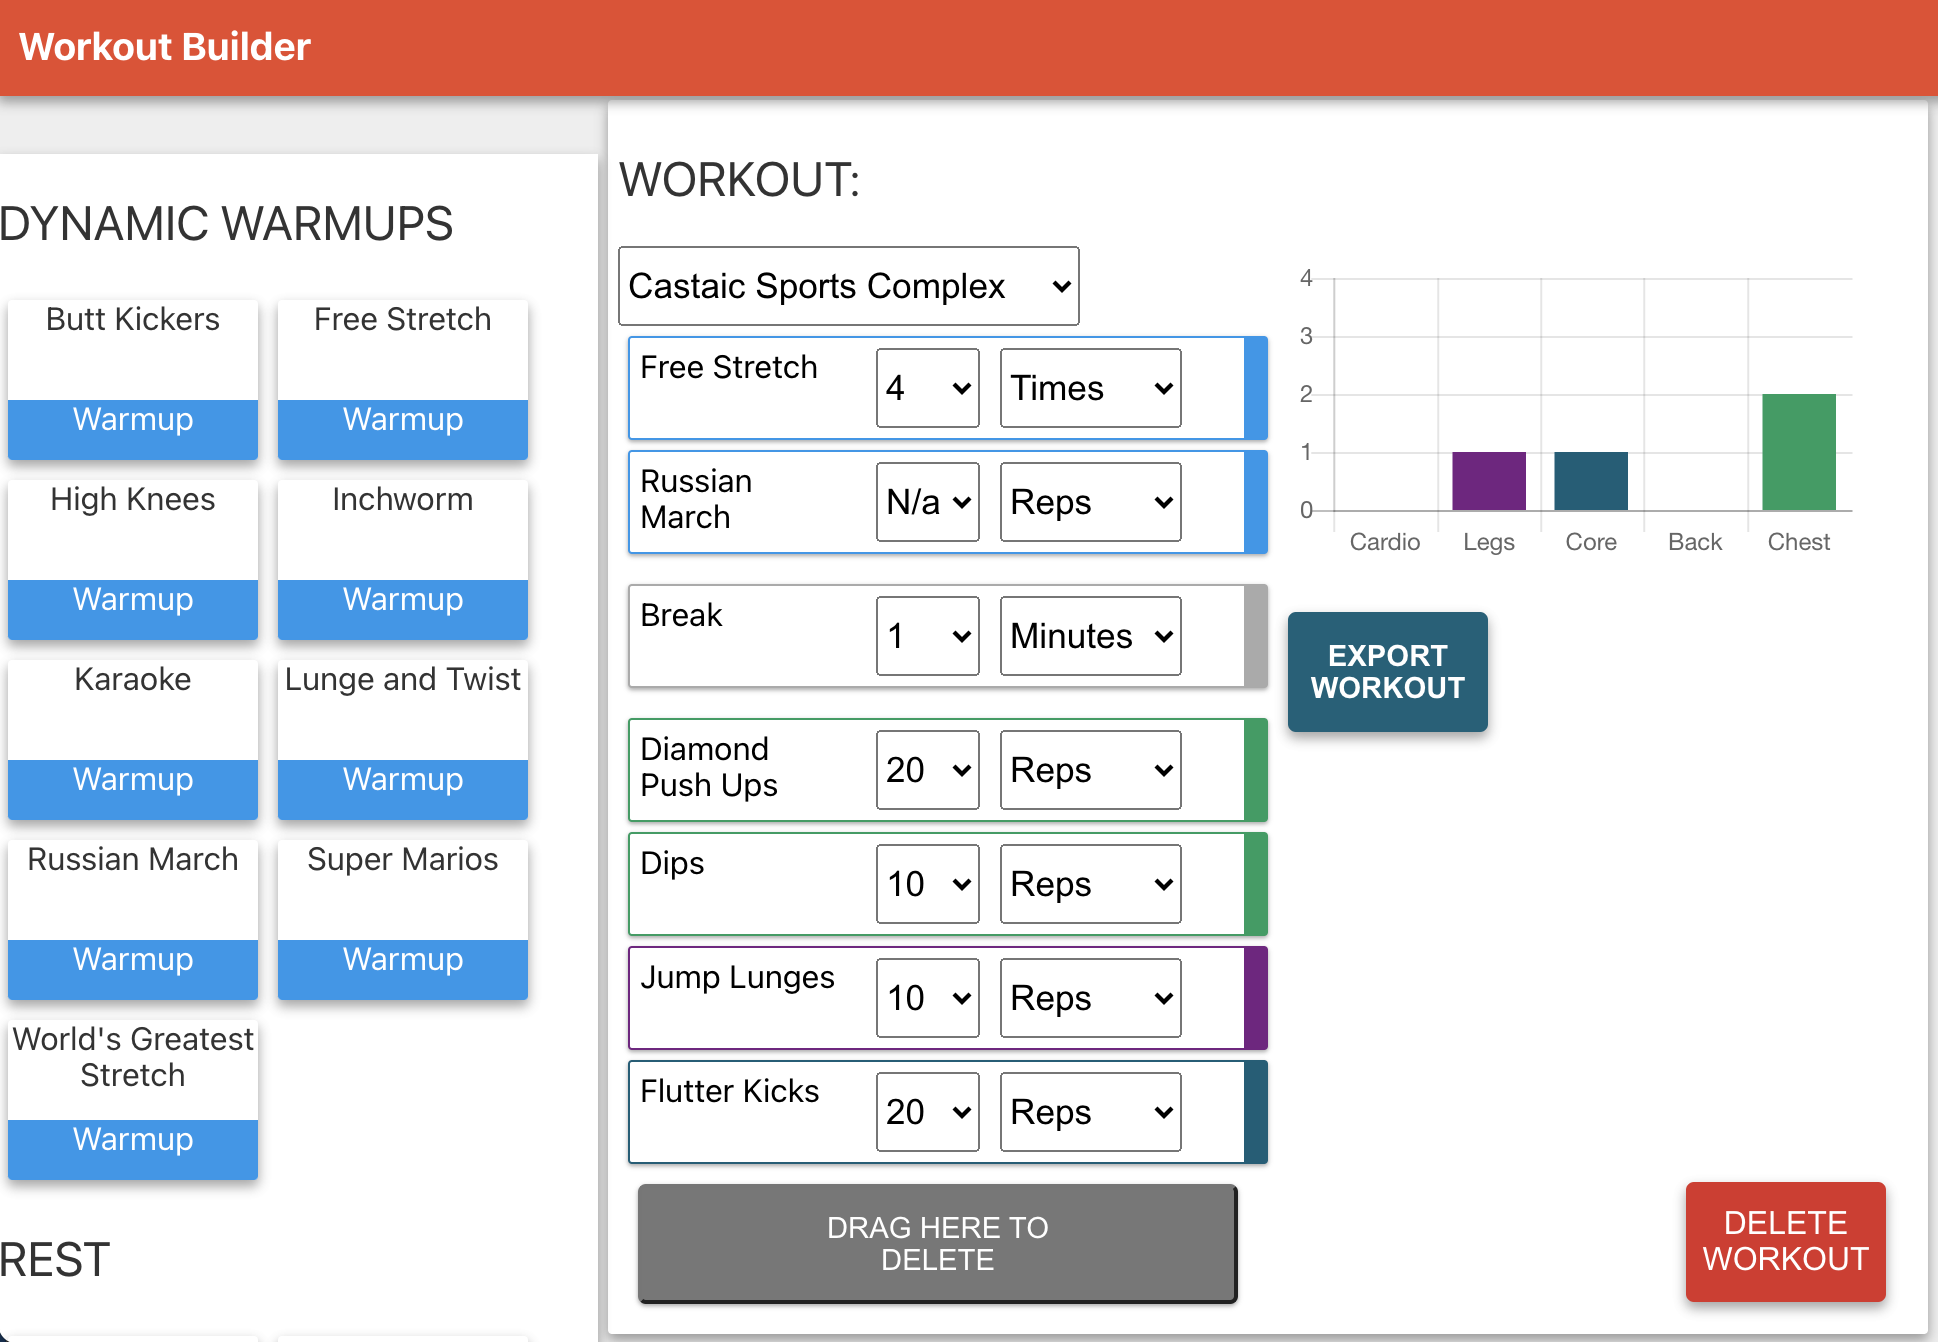 Workout Builder
DYNAMIC WARMUPS
Butt Kickers
Warmup
Free Stretch
Warmup
High Knees
Warmup
Inchworm
Warmup
Karaoke
Warmup
Lunge and Twist
Warmup
Russian March
Warmup
Super Marios
Warmup
World's Greatest
Stretch
Warmup
REST
WORKOUT:
Castaic Sports Complex
Free Stretch
4
Times
Russian
March
N/a
Reps
Break
1
Minutes
Diamond
Push Ups
20
Reps
Dips
10
Reps
Jump Lunges
10
Reps
Flutter Kicks
20
Reps
DRAG HERE TO
DELETE
4
3
2
1
0
Cardio
Legs
Core
Back
Chest
EXPORT
WORKOUT
DELETE
WORKOUT